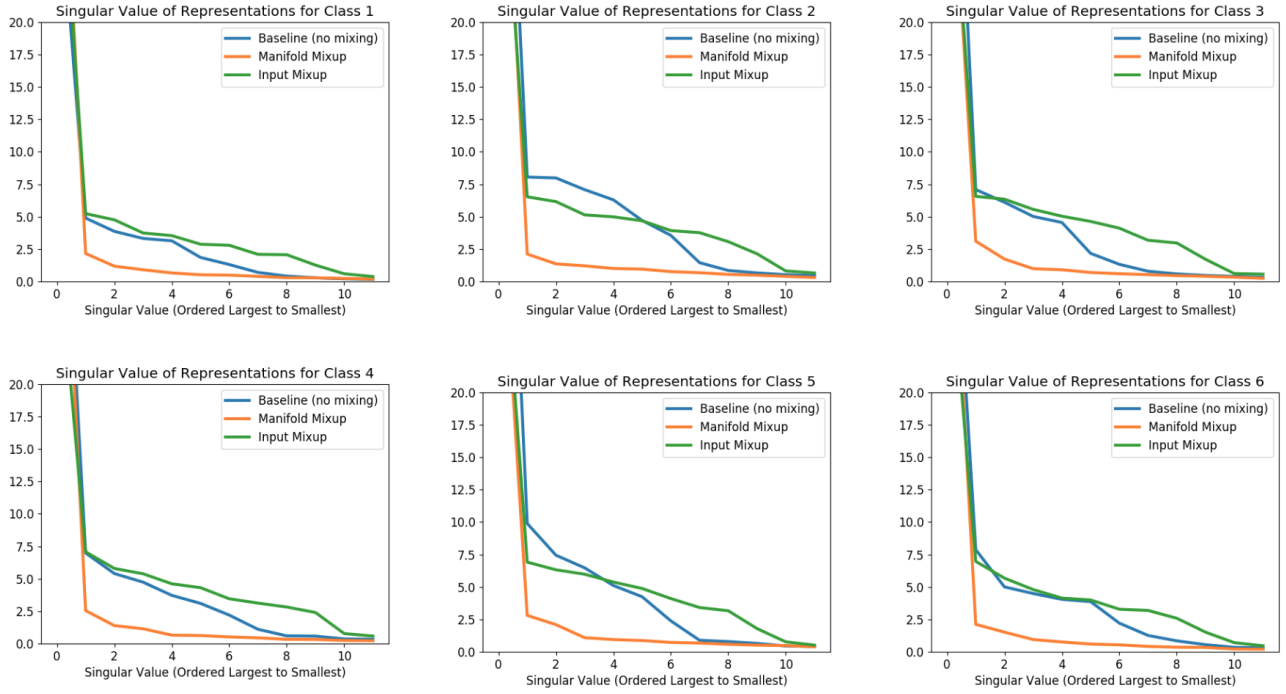 Singular Value of Representations for Class 1
20.0
17.5
15.0
12.5
10.0
7.5
5.0
2.5
0.0
Baseline (no mixing)
Manifold Mixup
Input Mixup
0 2 4 6 8 10
Singular Value (Ordered Largest to Smallest)
Singular Value of Representations for Class 2
20.0
17.5
15.0
12.5
10.0
7.5
5.0
2.5
0.0
Baseline (no mixing)
Manifold Mixup
Input Mixup
0 2 4 6 8 10
Singular Value (Ordered Largest to Smallest)
Singular Value of Representations for Class 3
20.0
17.5
15.0
12.5
10.0
7.5
5.0
2.5
0.0
Baseline (no mixing)
Manifold Mixup
Input Mixup
0 2 4 6 8 10
Singular Value (Ordered Largest to Smallest)
Singular Value of Representations for Class 4
20.0
17.5
15.0
12.5
10.0
7.5
5.0
2.5
0.0
Baseline (no mixing)
Manifold Mixup
Input Mixup
0 2 4 6 8 10
Singular Value (Ordered Largest to Smallest)
Singular Value of Representations for Class 5
20.0
17.5
15.0
12.5
10.0
7.5
5.0
2.5
0.0
Baseline (no mixing)
Manifold Mixup
Input Mixup
0 2 4 6 8 10
Singular Value (Ordered Largest to Smallest)
Singular Value of Representations for Class 6
20.0
17.5
15.0
12.5
10.0
7.5
5.0
2.5
0.0
Baseline (no mixing)
Manifold Mixup
Input Mixup
0 2 4 6 8 10
Singular Value (Ordered Largest to Smallest)